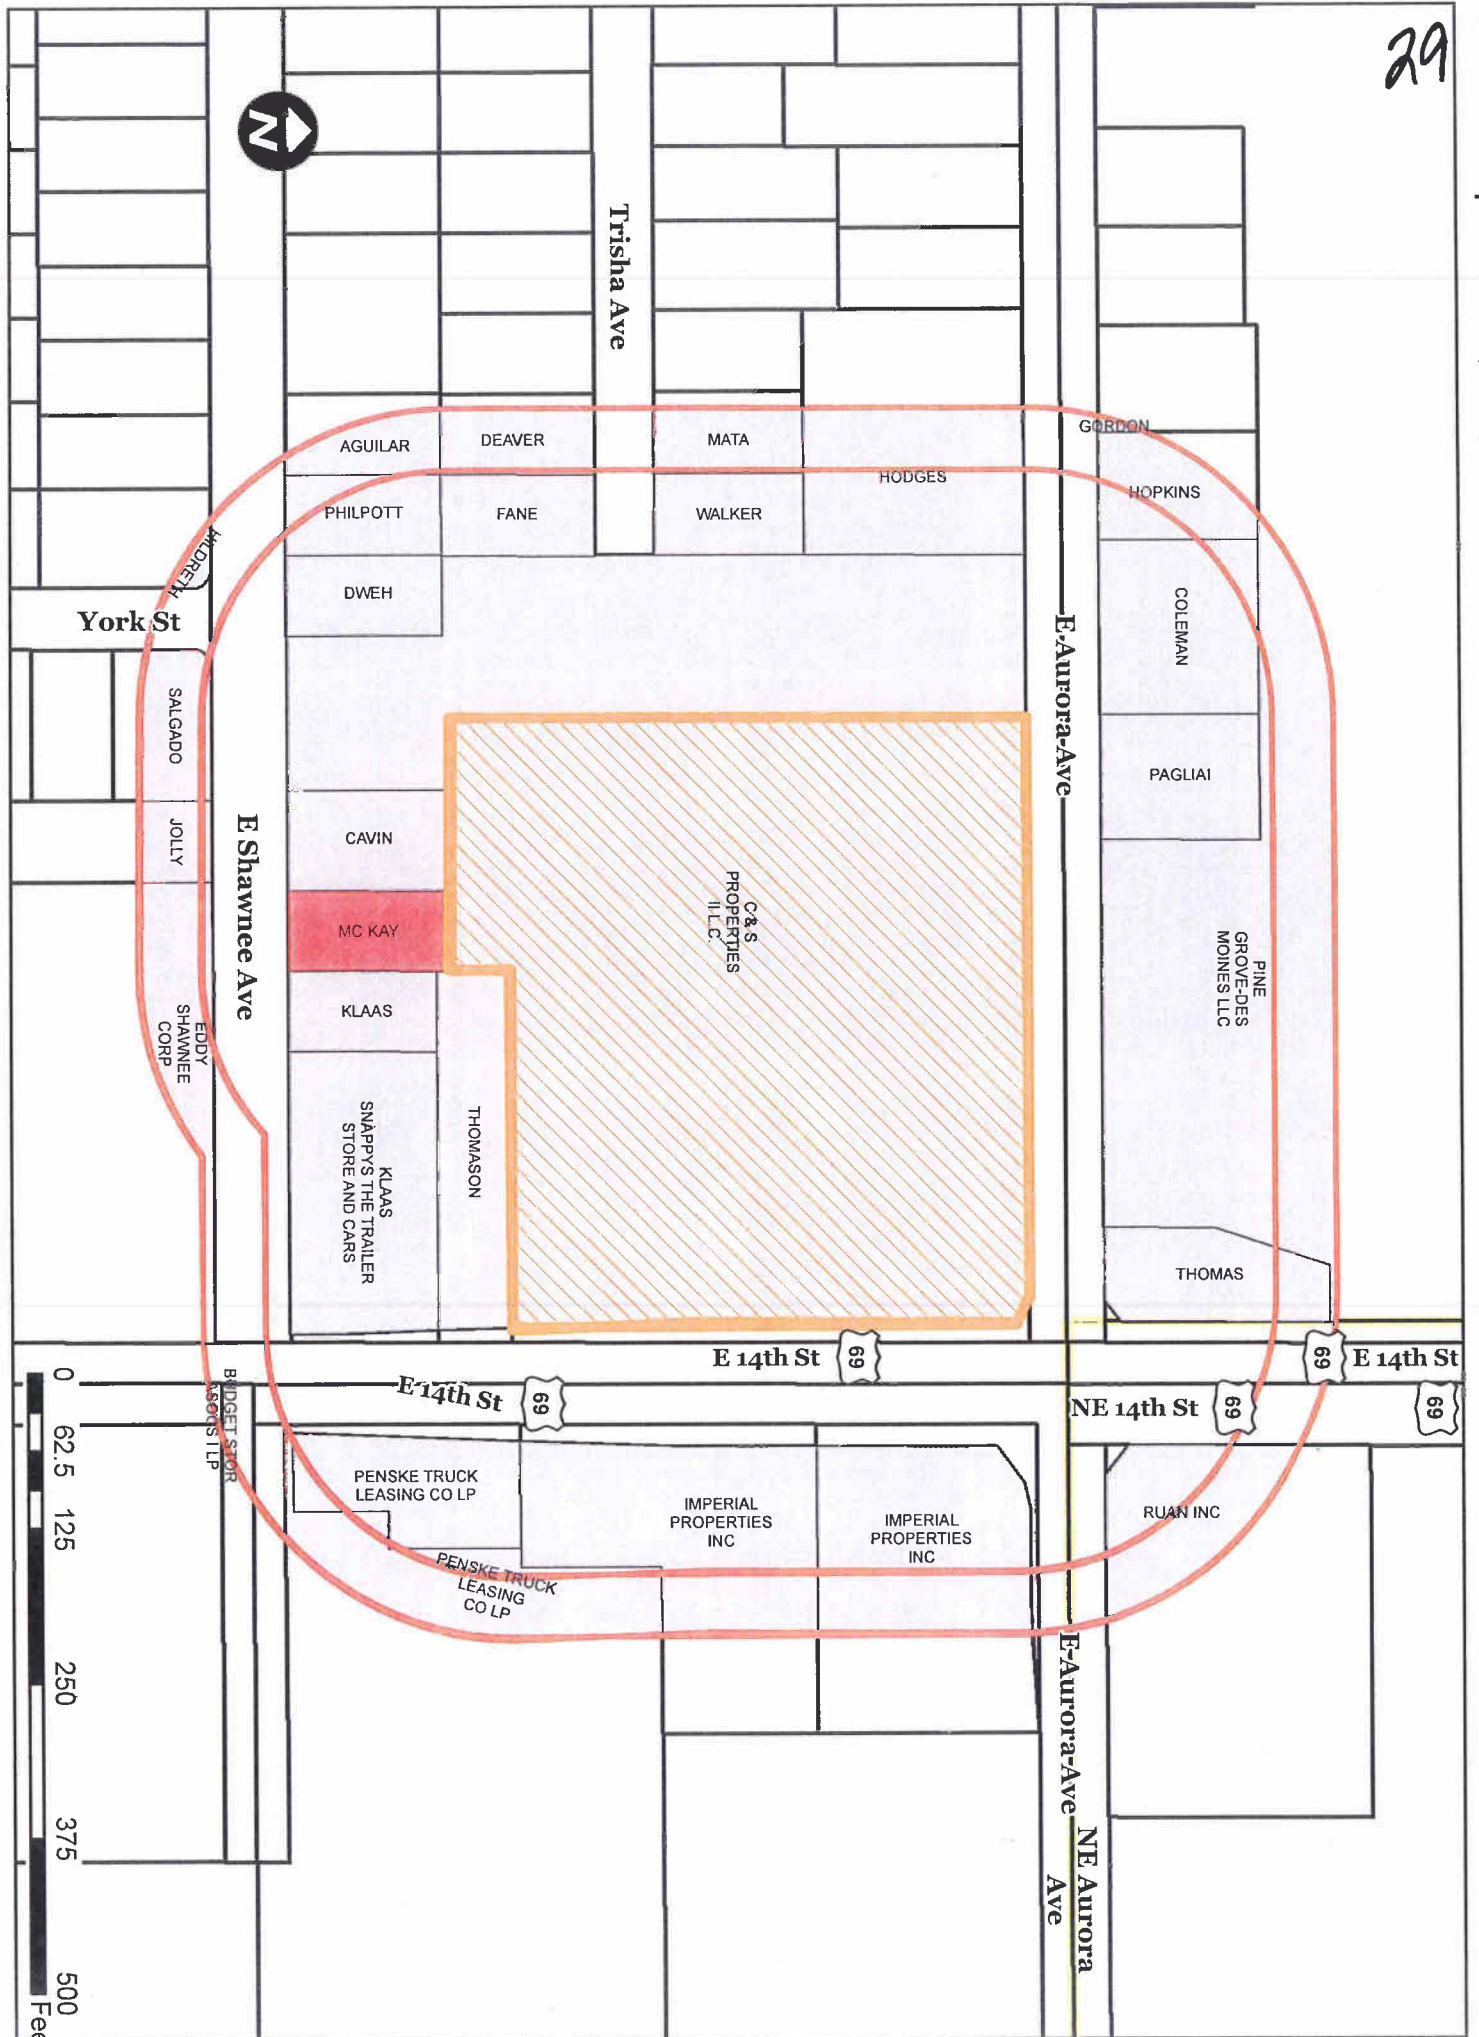 29
N
Trisha Ave
GORDON
AGUILAR
DEAVER
MATA
HODGES
HOPKINS
PHILPOTT
FANE
WALKER
HILDRETH
DWEH
York St
COLEMAN
E Aurora Ave
SALGADO
PAGLIAI
JOLLY
E Shawnee Ave
CAVIN
MC KAY
C & S
PROPERTIES
II L.C.
PINE
GROVE-DES
MOINES LLC
KLAAS
EDDY
SHAWNEE
CORP
THOMASON
KLAAS
SNAPPYS THE TRAILER
STORE AND CARS
THOMAS
E 14th St
69
69
E 14th St
E 14th St
69
NE 14th St
69
69
BUDGET STOR
PENSKE TRUCK
LEASING CO LP
IMPERIAL
PROPERTIES
INC
IMPERIAL
PROPERTIES
INC
RUAN INC
PENSKE TRUCK
LEASING
CO LP
E Aurora Ave
NE Aurora
Ave
0 62.5 125 250 375 500